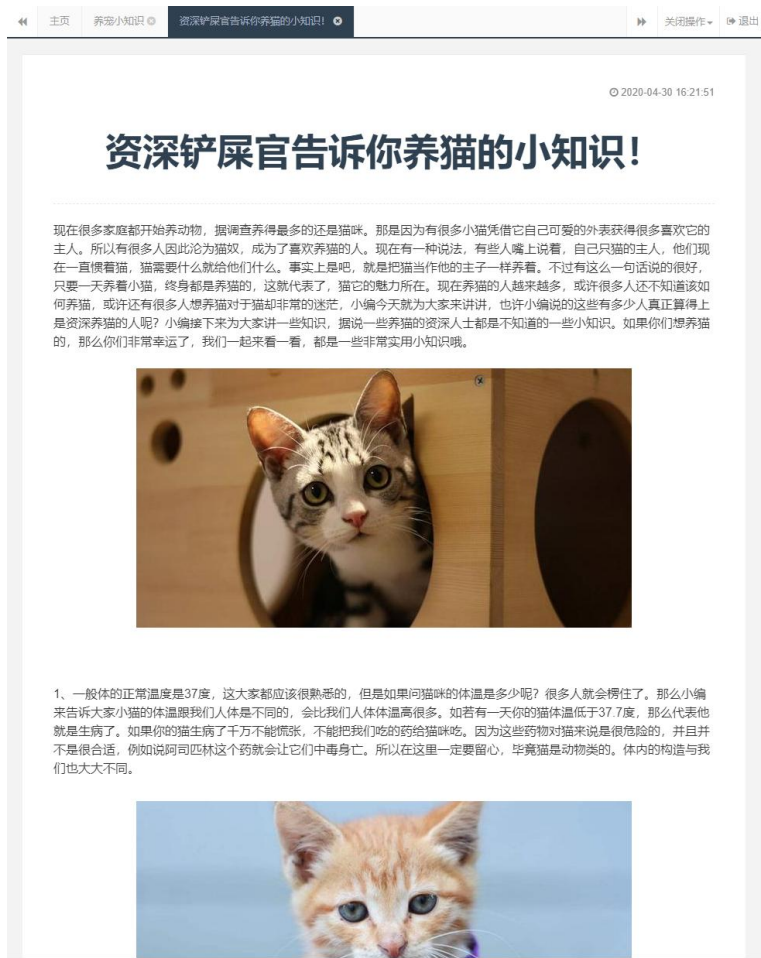 主页
养宠小知识
资深铲屎官告诉你养猫的小知识!
关闭操作
退出
2020-04-30 16:21:51
资深铲屎官告诉你养猫的小知识!
现在很多家庭都开始养动物，据调查养得最多的还是猫咪。那是因为有很多小猫凭借它自己可爱的外表获得很多喜欢它的
主人。所以有很多人因此沦为猫奴，成为了喜欢养猫的人。现在有一种说法，有些人嘴上说着，自己只猫的主人，他们现
在一直惯着猫，猫需要什么就给他们什么。事实上是吧，就是把猫当作他的主子一样养着。不过有这么一句话说的很好，
只要一天养着小猫，终身都是养猫的，这就代表了，猫它的魅力所在。现在养猫的人越来越多，或许很多人还不知道该如
何养猫，或许还有很多人想养猫对于猫却非常的迷茫，小编今天就为大家来讲讲，也许小编说的这些有多少人真正算得上
是资深养猫的人呢？小编接下来为大家讲一些知识，据说一些养猫的资深人士都是不知道的一些小知识。如果你们想养猫
的，那么你们非常幸运了，我们一起来看一看，都是一些非常实用小知识哦。
1、一般体的正常温度是37度，这大家都应该很熟悉的，但是如果问猫咪的体温是多少呢？很多人就会楞住了。那么小编
来告诉大家小猫的体温跟我们人体是不同的，会比我们人体体温高很多。如若有一天你的猫体温低于37.7度，那么代表他
就是生病了。如果你的猫生病了千万不能慌张，不能把我们吃的药给猫咪吃。因为这些药物对猫来说是很危险的，并且并
不是很合适，例如说阿司匹林这个药就会让它们中毒身亡。所以在这里一定要留心，毕竟猫是动物类的。体内的构造与我
们也大大不同。